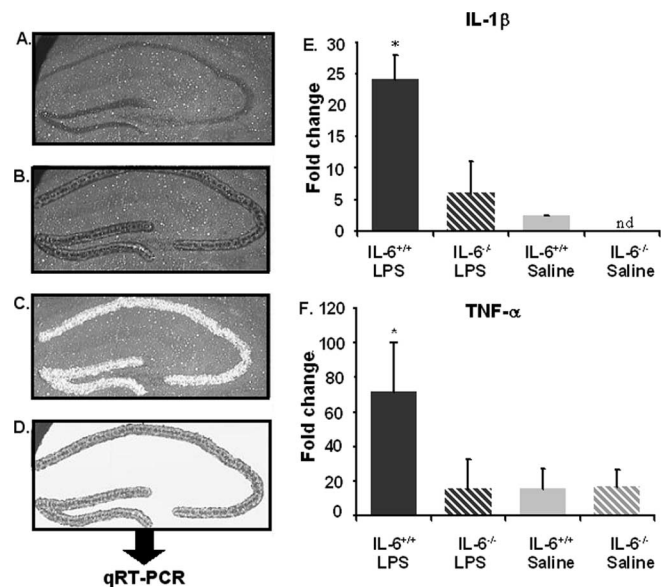 A.
B.
C.
D.
qRT-PCR
IL-1β
E.
Fold change
30
25
20
15
10
5
0
*
nd
IL-6+/+ LPS
IL-6-/- LPS
IL-6+/+ Saline
IL-6-/- Saline
TNF-α
F.
Fold change
120
100
80
60
40
20
0
*
IL-6+/+ LPS
IL-6-/- LPS
IL-6+/+ Saline
IL-6-/- Saline